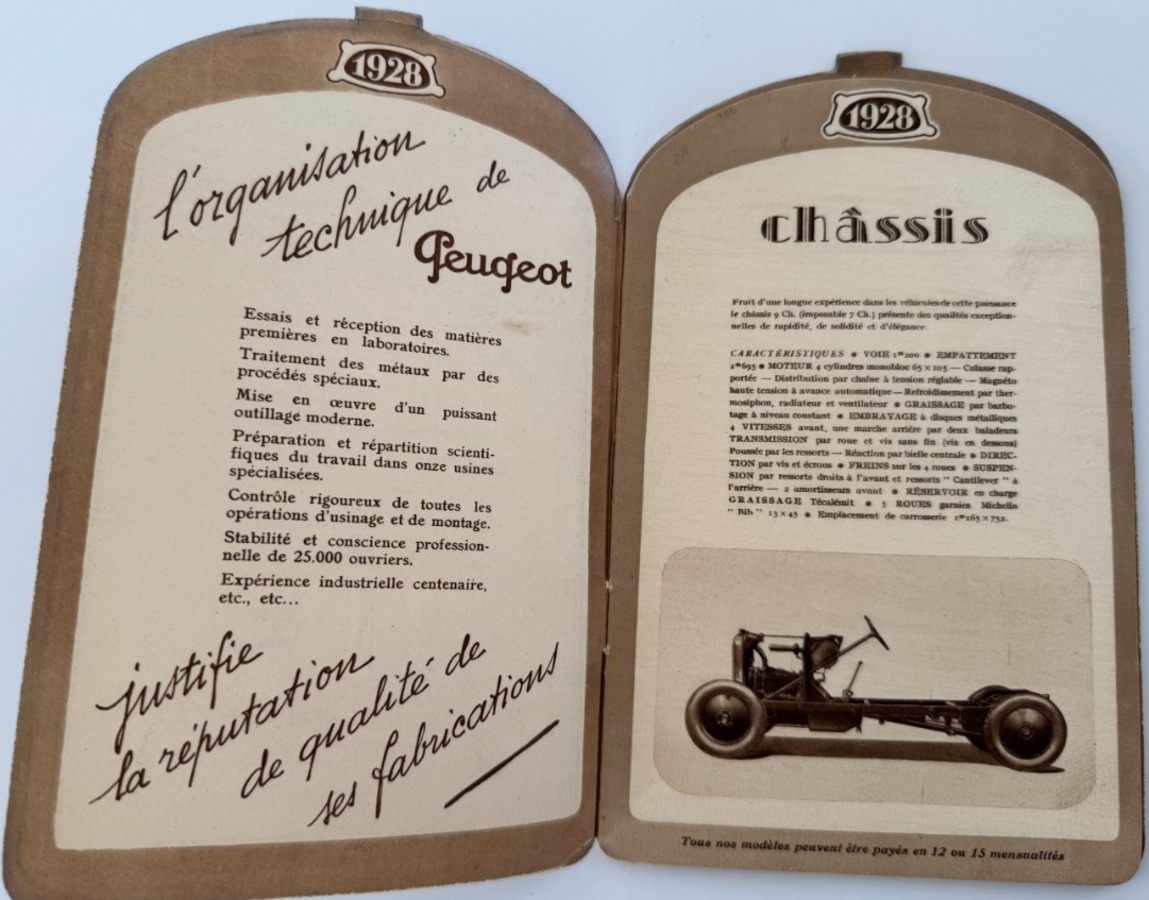 1928
l'organisation
technique de
Peugeot
Essais et réception des matières
premières en laboratoires.
Traitement des métaux par des
procédés spéciaux.
Mise en œuvre d'un puissant
outillage moderne.
Préparation et répartition scienti-
fiques du travail dans onze usines
spécialisées.
Contrôle rigoureux de toutes les
opérations d'usinage et de montage.
Stabilité et conscience profession-
nelle de 25.000 ouvriers.
Expérience industrielle centenaire,
etc., etc...
justifie
la réputation
de qualité de
ses fabrications
1928
châssis
Fruit d'une longue expérience dans les véhicules de cette puissance
le châssis 9 Ch. (imposable 7 Ch.) présente des qualités exception-
nelles de rapidité, de solidité et d'élégance.
CARACTÉRISTIQUES • VOIE 1m200 • EMPATTEMENT
2m695 • MOTEUR 4 cylindres monobloc 65 × 105 — Culasse rap-
portée — Distribution par chaîne à tension réglable — Magnéto
haute tension à avance automatique — Refroidissement par ther-
mosiphon, radiateur et ventilateur • GRAISSAGE par barbo-
tage à niveau constant • EMBRAYAGE à disques métalliques
4 VITESSES avant, une marche arrière par deux baladeurs
TRANSMISSION par roue et vis sans fin (vis en dessous)
Poussée par les ressorts — Réaction par bielle centrale • DIREC-
TION par vis et écrous • FREINS sur les 4 roues • SUSPEN-
SION par ressorts droits à l'avant et ressorts "Cantilever" à
l'arrière — 2 amortisseurs avant • RÉSERVOIR en charge
GRAISSAGE Técalémit • 5 ROUES garnies Michelin
"Bib" 13 × 45 • Emplacement de carrosserie 2m265 × 752.
Tous nos modèles peuvent être payés en 12 ou 15 mensualités